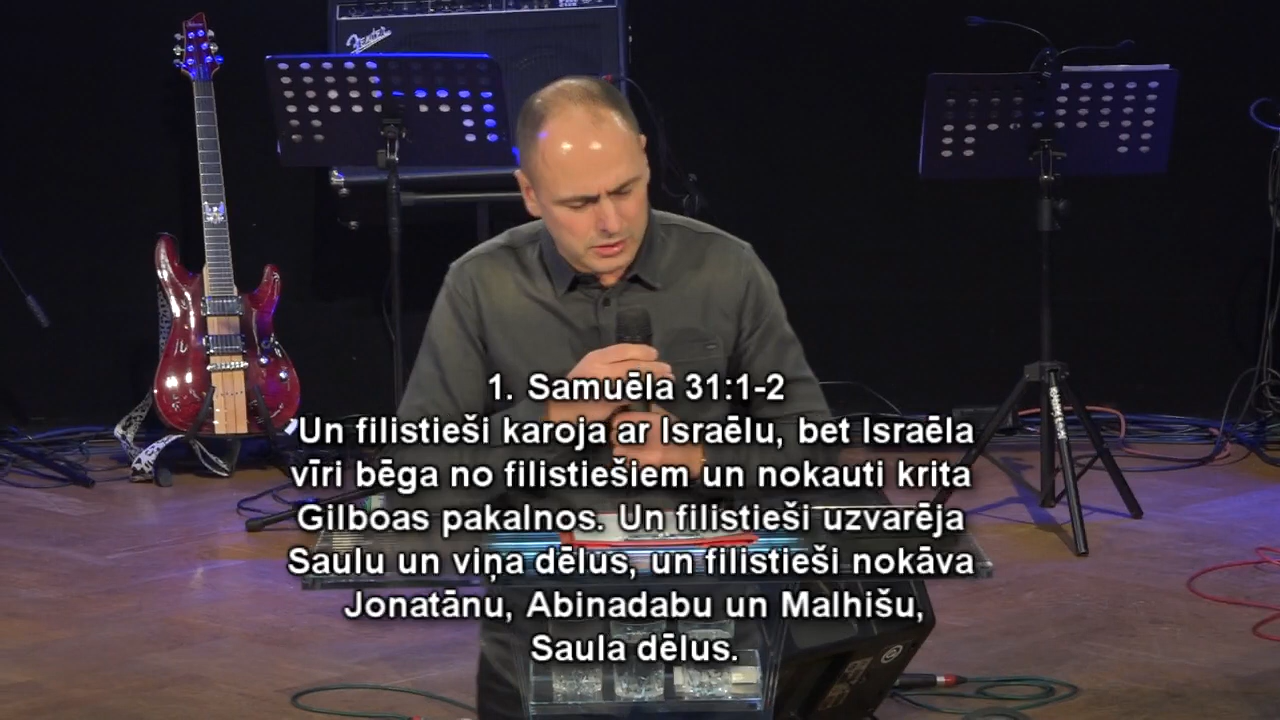 Fender
1. Samuēla 31:1-2
Un filistieši karoja ar Israēlu, bet Israēla
vīri bēga no filistiešiem un nokauti krita
Gilboas pakalnos. Un filistieši uzvarēja
Saulu un viņa dēlus, un filistieši nokāva
Jonatānu, Abinadabu un Malhišu,
Saula dēlus.